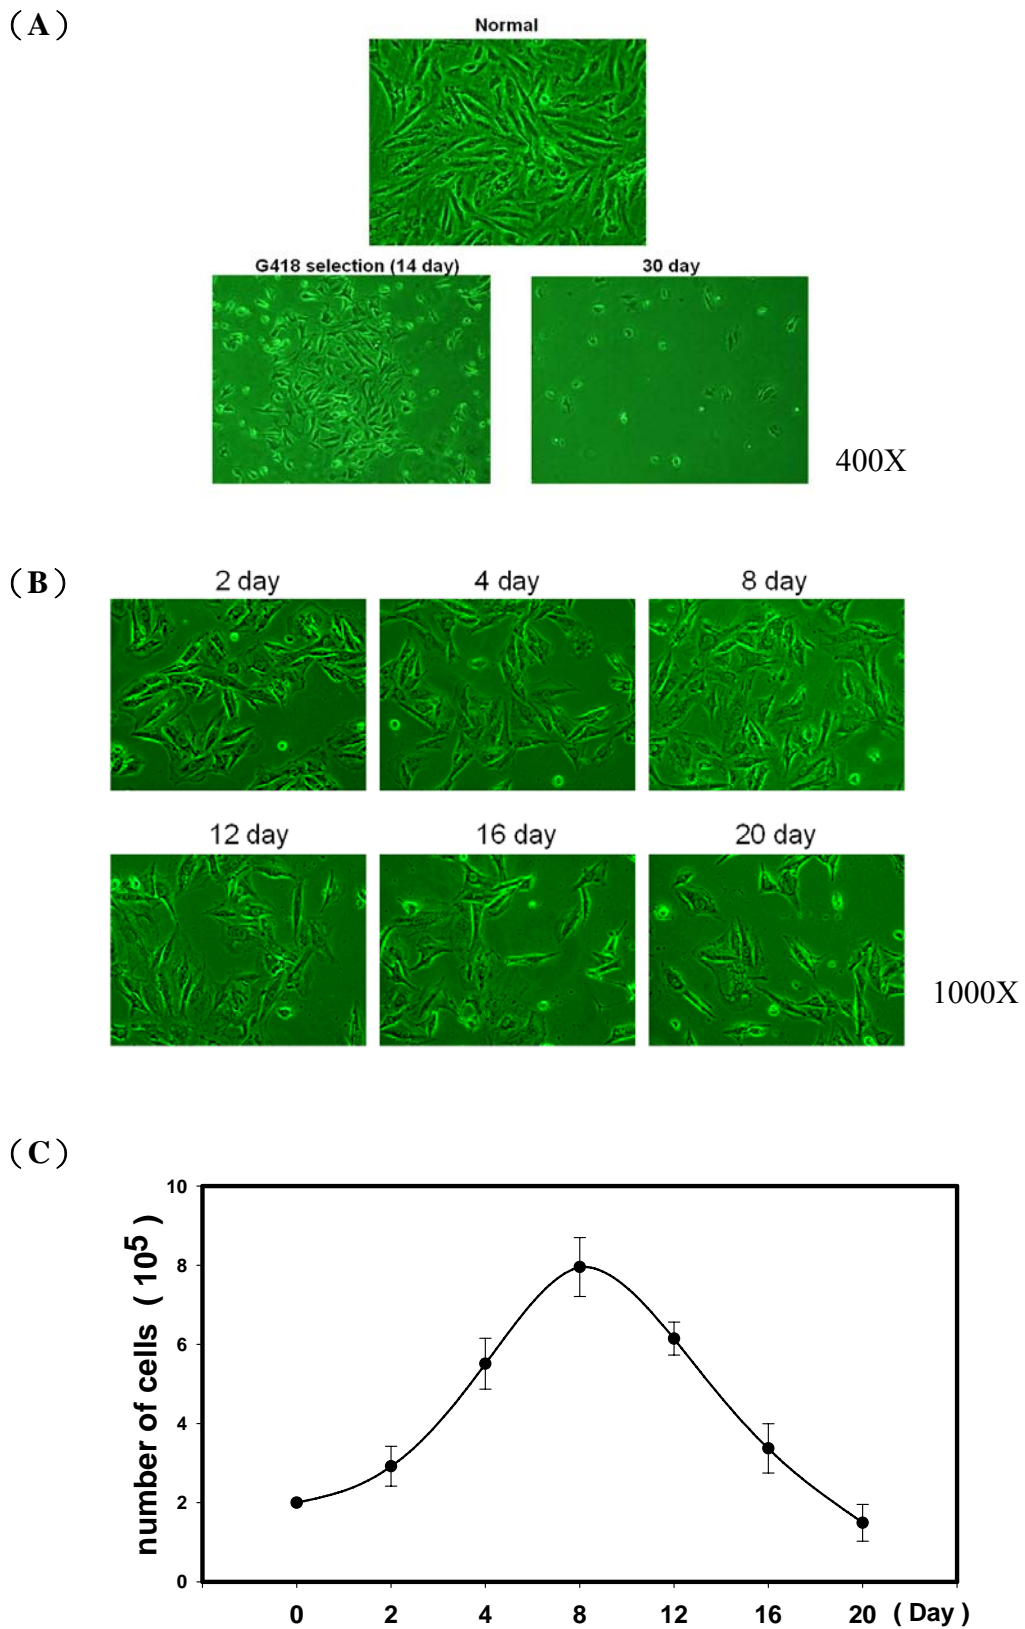 （A）
Normal
G418 selection (14 day)
30 day
400X
（B）
2 day
4 day
8 day
12 day
16 day
20 day
1000X
（C）
number of cells ( 10⁵ )
10
8
6
4
2
0
0 2 4 8 12 16 20 ( Day )